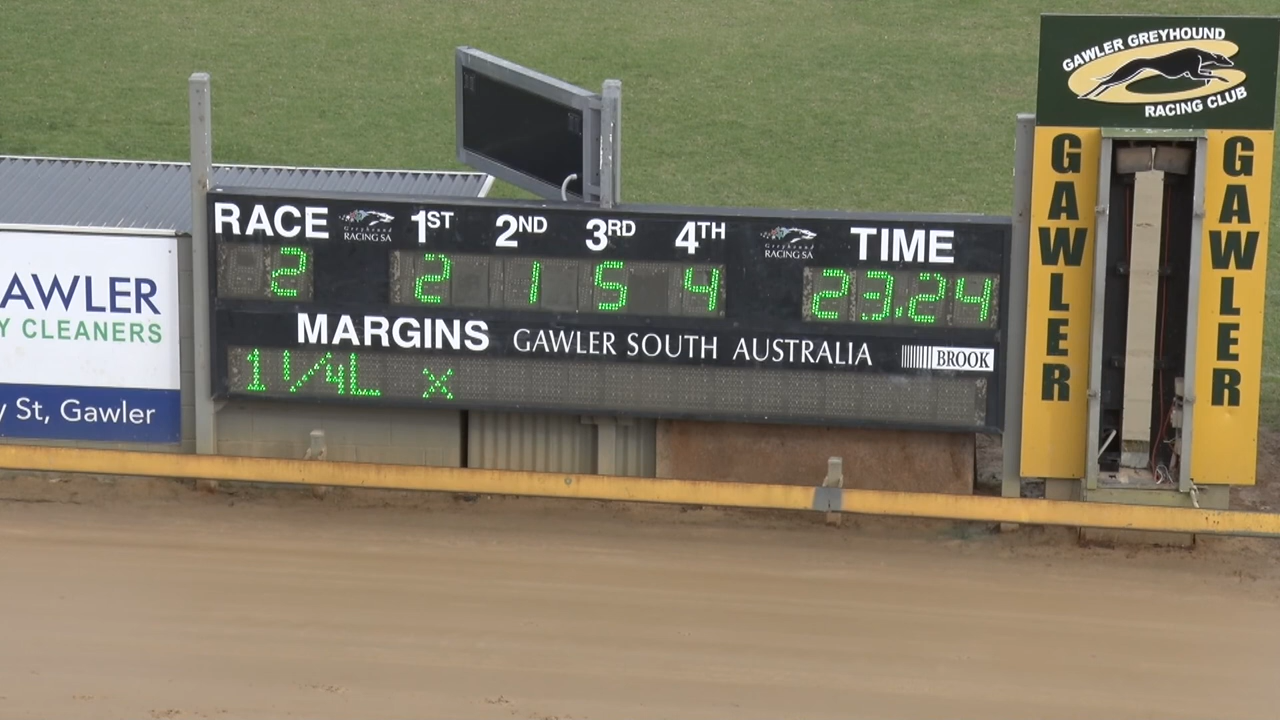 GAWLER GREYHOUND
RACING CLUB
GAWLER
GAWLER
RACE 1ST 2ND 3RD 4TH TIME
Greyhound
RACING SA
Greyhound
RACING SA
2 2 1 5 4 23.24
MARGINS GAWLER SOUTH AUSTRALIA BROOK
1 1/4L x
AWLER
Y CLEANERS
y St, Gawler